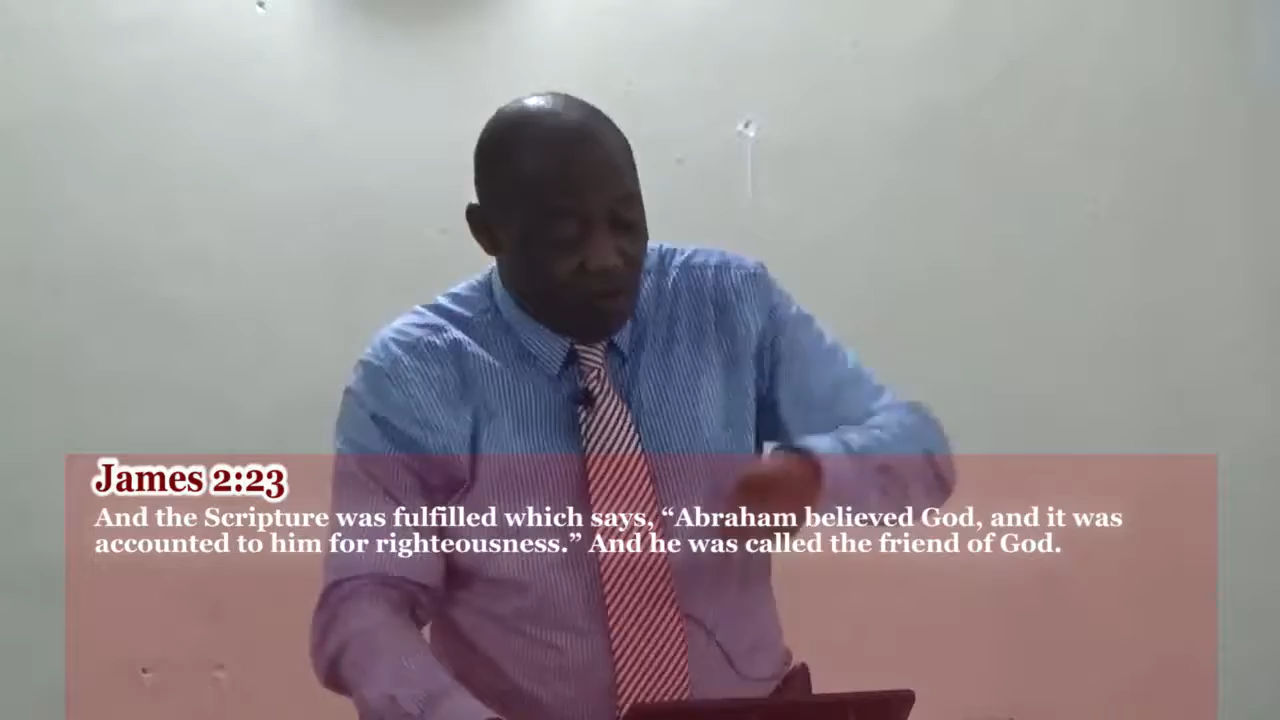 James 2:23
And the Scripture was fulfilled which says, “Abraham believed God, and it was
accounted to him for righteousness.” And he was called the friend of God.